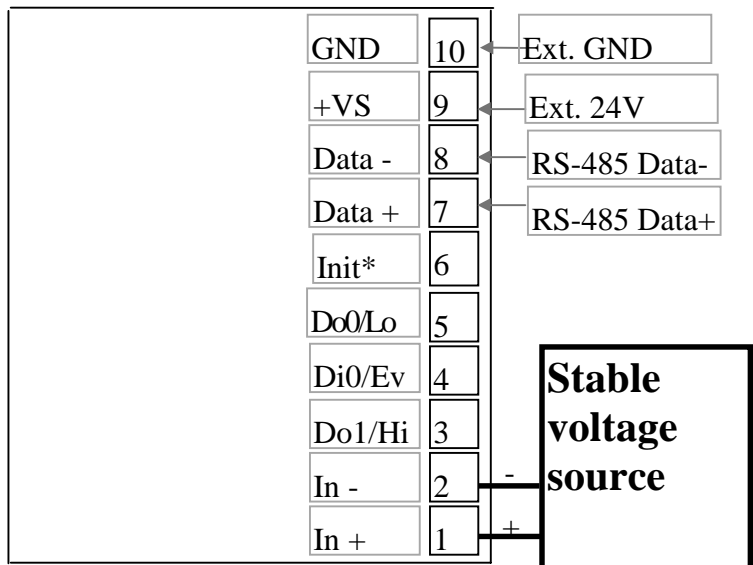 GND 10 Ext. GND
+VS 9 Ext. 24V
Data - 8 RS-485 Data-
Data + 7 RS-485 Data+
Init* 6
Do0/Lo 5
Di0/Ev 4
Do1/Hi 3
In - 2 -
In + 1 +
Stable
voltage
source